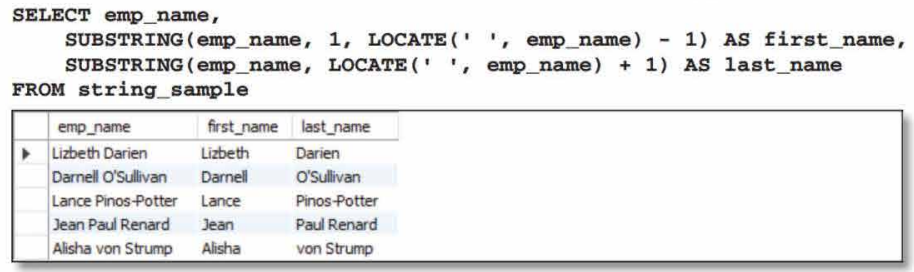 SELECT emp_name,
SUBSTRING(emp_name, 1, LOCATE(' ', emp_name) - 1) AS first_name,
SUBSTRING(emp_name, LOCATE(' ', emp_name) + 1) AS last_name
FROM string_sample
emp_name first_name last_name
Lizbeth Darien Lizbeth Darien
Darnell O'Sullivan Darnell O'Sullivan
Lance Pinos-Potter Lance Pinos-Potter
Jean Paul Renard Jean Paul Renard
Alisha von Strump Alisha von Strump